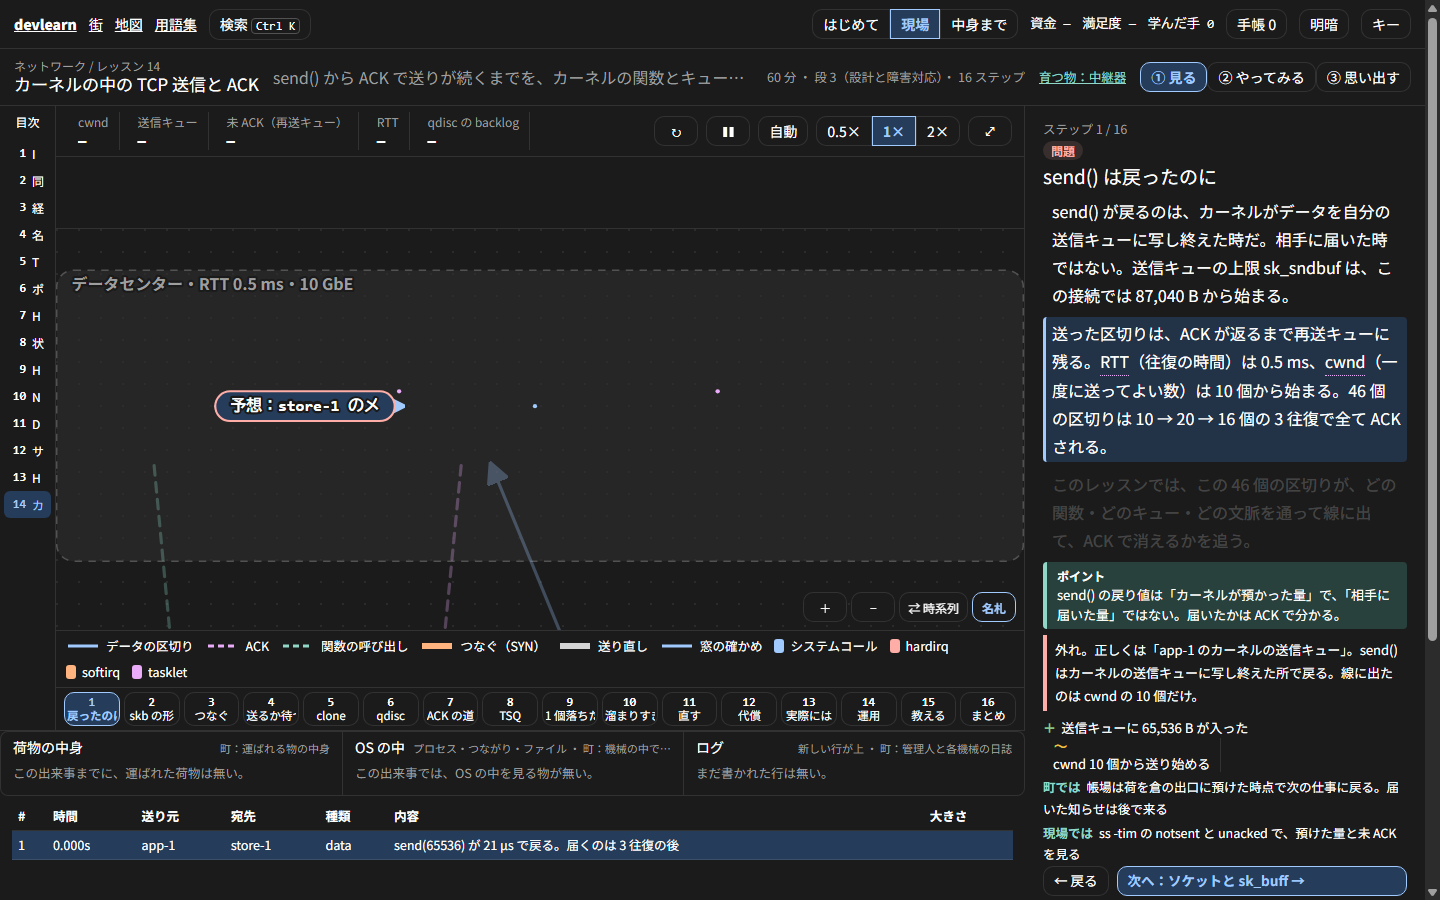 devlearn 街 地図 用語集 検索 Ctrl K はじめて 現場 中身まで 資金 — 満足度 — 学んだ手 0 手帳 0 明暗 キー
ネットワーク / レッスン 14
カーネルの中の TCP 送信と ACK send() から ACK で送りが続くまでを、カーネルの関数とキュー… 60 分 ・ 段 3（設計と障害対応）・ 16 ステップ 育つ物：中継器 ① 見る ② やってみる ③ 思い出す
目次
1 I
2 同
3 経
4 名
5 T
6 ポ
7 H
8 状
9 H
10 N
11 D
12 サ
13 H
14 カ
cwnd 送信キュー 未 ACK（再送キュー） RTT qdisc の backlog
– – – – –
↻ 自動 0.5× 1× 2× ⤢
データセンター・RTT 0.5 ms・10 GbE
予想：store-1 のメ
＋ － ⇄ 時系列 名札
データの区切り ACK 関数の呼び出し つなぐ（SYN） 送り直し 窓の確かめ システムコール hardirq
softirq tasklet
1 2 3 4 5 6 7 8 9 10 11 12 13 14 15 16
戻ったのに skb の形 つなぐ 送るか待つ clone qdisc ACK の道 TSQ 1 個落ちた 溜まりすぎ 直す 代償 実際には 運用 教える まとめ
荷物の中身 町：運ばれる物の中身
この出来事までに、運ばれた荷物は無い。
OS の中 プロセス・つながり・ファイル ・ 町：機械の中で…
この出来事では、OS の中を見る物が無い。
ログ 新しい行が上 ・ 町：管理人と各機械の日誌
まだ書かれた行は無い。
# 時間 送り元 宛先 種類 内容 大きさ
1 0.000s app-1 store-1 data send(65536) が 21 µs で戻る。届くのは 3 往復の後
ステップ 1 / 16
問題
send() は戻ったのに
send() が戻るのは、カーネルがデータを自分の
送信キューに写し終えた時だ。相手に届いた時
ではない。送信キューの上限 sk_sndbuf は、こ
の接続では 87,040 B から始まる。
送った区切りは、ACK が返るまで再送キューに
残る。RTT（往復の時間）は 0.5 ms、cwnd（一
度に送ってよい数）は 10 個から始まる。46 個
の区切りは 10 → 20 → 16 個の 3 往復で全て ACK
される。
このレッスンでは、この 46 個の区切りが、どの
関数・どのキュー・どの文脈を通って線に出
て、ACK で消えるかを追う。
ポイント
send() の戻り値は「カーネルが預かった量」で、「相手に
届いた量」ではない。届いたかは ACK で分かる。
外れ。正しくは「app-1 のカーネルの送信キュー」。send()
はカーネルの送信キューに写し終えた所で戻る。線に出た
のは cwnd の 10 個だけ。
＋ 送信キューに 65,536 B が入った
〜
cwnd 10 個から送り始める
町では 帳場は荷を倉の出口に預けた時点で次の仕事に戻る。届
いた知らせは後で来る
現場では ss -tim の notsent と unacked で、預けた量と未 ACK
を見る
← 戻る 次へ：ソケットと sk_buff →